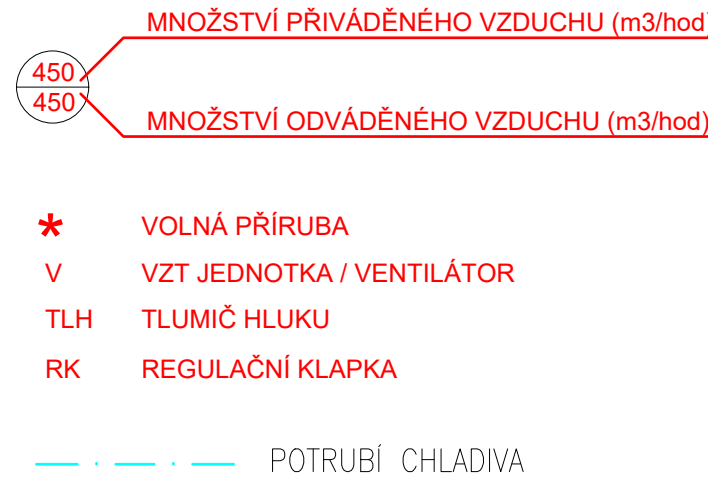 MNOŽSTVÍ PŘIVÁDĚNÉHO VZDUCHU (m3/hod)
450
450
MNOŽSTVÍ ODVÁDĚNÉHO VZDUCHU (m3/hod)
* VOLNÁ PŘÍRUBA
V VZT JEDNOTKA / VENTILÁTOR
TLH TLUMIČ HLUKU
RK REGULAČNÍ KLAPKA
POTRUBÍ CHLADIVA